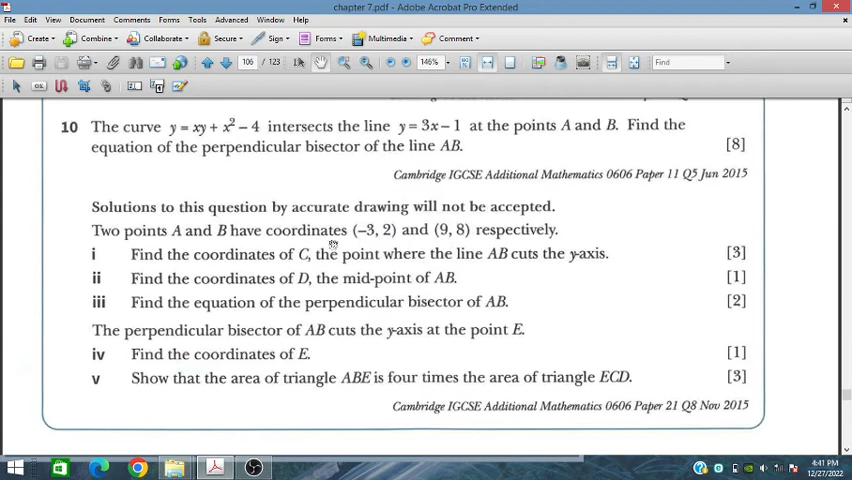 chapter 7.pdf - Adobe Acrobat Pro Extended
File Edit View Document Comments Forms Tools Advanced Window Help
Create Combine Collaborate Secure Sign Forms Multimedia Comment
106 / 123 146% Find
10 The curve y = xy + x² − 4 intersects the line y = 3x − 1 at the points A and B. Find the
equation of the perpendicular bisector of the line AB. [8]
Cambridge IGCSE Additional Mathematics 0606 Paper 11 Q5 Jun 2015
Solutions to this question by accurate drawing will not be accepted.
Two points A and B have coordinates (−3, 2) and (9, 8) respectively.
i Find the coordinates of C, the point where the line AB cuts the y-axis. [3]
ii Find the coordinates of D, the mid-point of AB. [1]
iii Find the equation of the perpendicular bisector of AB. [2]
The perpendicular bisector of AB cuts the y-axis at the point E.
iv Find the coordinates of E. [1]
v Show that the area of triangle ABE is four times the area of triangle ECD. [3]
Cambridge IGCSE Additional Mathematics 0606 Paper 21 Q8 Nov 2015
4:41 PM
12/27/2022